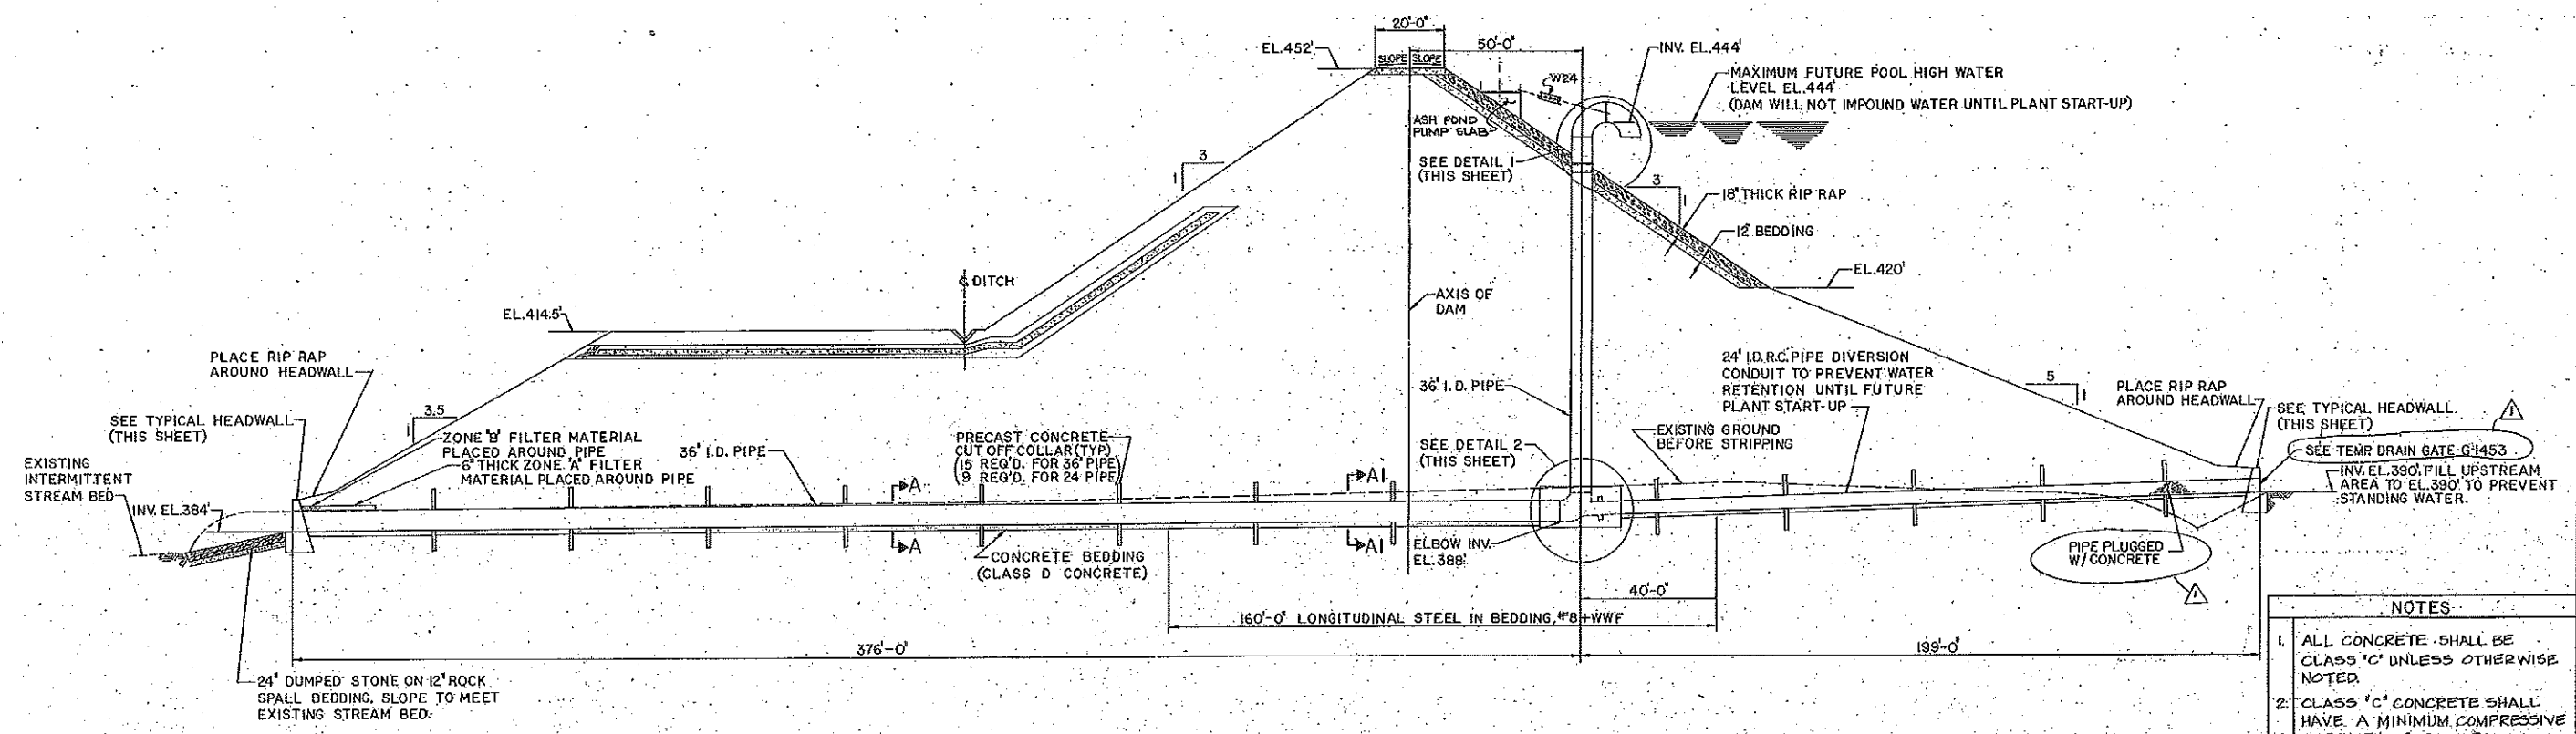 20'-0"
50'-0"
EL.452'
SLOPE SLOPE
INV. EL.444'
MAXIMUM FUTURE POOL HIGH WATER
LEVEL EL.444'
(DAM WILL NOT IMPOUND WATER UNTIL PLANT START-UP)
W24
ASH POND
PUMP SLAB
SEE DETAIL 1
(THIS SHEET)
3
1
3
1
18" THICK RIP RAP
12" BEDDING
EL.420'
℄ DITCH
AXIS OF
DAM
EL.414.5'
PLACE RIP RAP
AROUND HEADWALL
SEE TYPICAL HEADWALL
(THIS SHEET)
3.5
1
ZONE "B" FILTER MATERIAL
PLACED AROUND PIPE
6" THICK ZONE "A" FILTER
MATERIAL PLACED AROUND PIPE
36" I.D. PIPE
PRECAST CONCRETE
CUT OFF COLLAR (TYP)
(15 REQ'D. FOR 36" PIPE)
(9 REQ'D. FOR 24" PIPE)
36" I.D. PIPE
SEE DETAIL 2
(THIS SHEET)
24" I.D.R.C. PIPE DIVERSION
CONDUIT TO PREVENT WATER
RETENTION UNTIL FUTURE
PLANT START-UP
EXISTING GROUND
BEFORE STRIPPING
5
1
PLACE RIP RAP
AROUND HEADWALL
SEE TYPICAL HEADWALL.
(THIS SHEET)
1
SEE TEMP DRAIN GATE G-1453
INV. EL.390'. FILL UPSTREAM
AREA TO EL.390' TO PREVENT
STANDING WATER.
EXISTING
INTERMITTENT
STREAM BED
INV. EL.384'
A
A
A1
A1
CONCRETE BEDDING
(CLASS D CONCRETE)
ELBOW INV.
EL.388'
PIPE PLUGGED
W/CONCRETE
1
40'-0"
160'-0" LONGITUDINAL STEEL IN BEDDING, #8+WWF
376'-0"
199'-0"
24" DUMPED STONE ON 12" ROCK
SPALL BEDDING, SLOPE TO MEET
EXISTING STREAM BED.
NOTES
1. ALL CONCRETE SHALL BE
CLASS "C" UNLESS OTHERWISE
NOTED.
2. CLASS "C" CONCRETE SHALL
HAVE A MINIMUM COMPRESSIVE